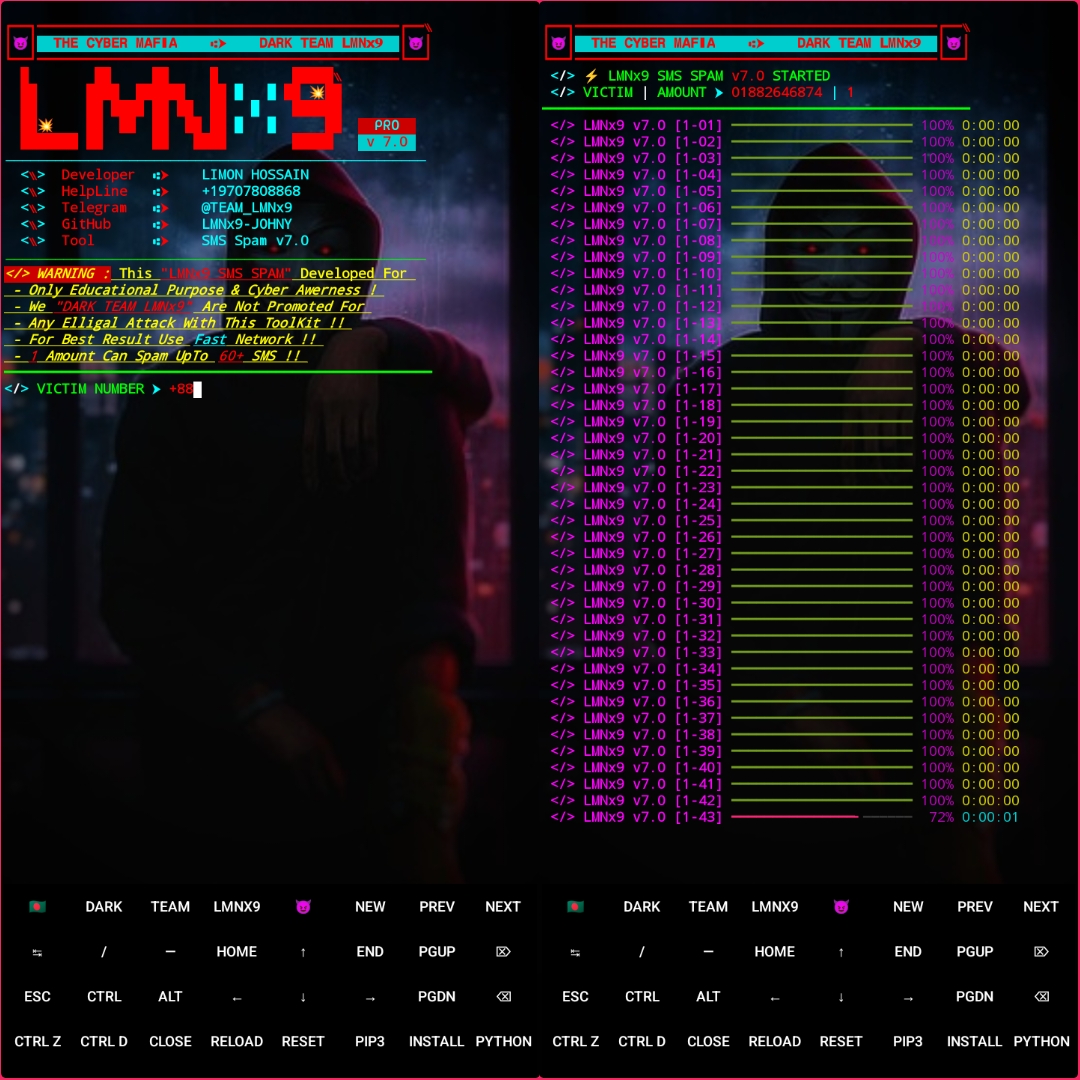 THE CYBER MAFIA ➪ DARK TEAM LMNx9
LMNx9
PRO
v 7.0
<\\> Developer ➪ LIMON HOSSAIN
<\\> HelpLine ➪ +19707808868
<\\> Telegram ➪ @TEAM_LMNx9
<\\> GitHub ➪ LMNx9-J0HNY
<\\> Tool ➪ SMS Spam v7.0
</> WARNING : This "LMNx9 SMS SPAM" Developed For
- Only Educational Purpose & Cyber Awerness !
- We "DARK TEAM LMNx9" Are Not Promoted For
- Any Elligal Attack With This ToolKit !!
- For Best Result Use Fast Network !!
- 1 Amount Can Spam UpTo 60+ SMS !!
</> VICTIM NUMBER ➤ +88
🇧🇩 DARK TEAM LMNX9 😈 NEW PREV NEXT
↹ / — HOME ↑ END PGUP ⌦
ESC CTRL ALT ← ↓ → PGDN ⌫
CTRL Z CTRL D CLOSE RELOAD RESET PIP3 INSTALL PYTHON
THE CYBER MAFIA ➪ DARK TEAM LMNx9
</> ⚡ LMNx9 SMS SPAM v7.0 STARTED
</> VICTIM | AMOUNT ➤ 01882646874 | 1
</> LMNx9 v7.0 [1-01] 100% 0:00:00
</> LMNx9 v7.0 [1-02] 100% 0:00:00
</> LMNx9 v7.0 [1-03] 100% 0:00:00
</> LMNx9 v7.0 [1-04] 100% 0:00:00
</> LMNx9 v7.0 [1-05] 100% 0:00:00
</> LMNx9 v7.0 [1-06] 100% 0:00:00
</> LMNx9 v7.0 [1-07] 100% 0:00:00
</> LMNx9 v7.0 [1-08] 100% 0:00:00
</> LMNx9 v7.0 [1-09] 100% 0:00:00
</> LMNx9 v7.0 [1-10] 100% 0:00:00
</> LMNx9 v7.0 [1-11] 100% 0:00:00
</> LMNx9 v7.0 [1-12] 100% 0:00:00
</> LMNx9 v7.0 [1-13] 100% 0:00:00
</> LMNx9 v7.0 [1-14] 100% 0:00:00
</> LMNx9 v7.0 [1-15] 100% 0:00:00
</> LMNx9 v7.0 [1-16] 100% 0:00:00
</> LMNx9 v7.0 [1-17] 100% 0:00:00
</> LMNx9 v7.0 [1-18] 100% 0:00:00
</> LMNx9 v7.0 [1-19] 100% 0:00:00
</> LMNx9 v7.0 [1-20] 100% 0:00:00
</> LMNx9 v7.0 [1-21] 100% 0:00:00
</> LMNx9 v7.0 [1-22] 100% 0:00:00
</> LMNx9 v7.0 [1-23] 100% 0:00:00
</> LMNx9 v7.0 [1-24] 100% 0:00:00
</> LMNx9 v7.0 [1-25] 100% 0:00:00
</> LMNx9 v7.0 [1-26] 100% 0:00:00
</> LMNx9 v7.0 [1-27] 100% 0:00:00
</> LMNx9 v7.0 [1-28] 100% 0:00:00
</> LMNx9 v7.0 [1-29] 100% 0:00:00
</> LMNx9 v7.0 [1-30] 100% 0:00:00
</> LMNx9 v7.0 [1-31] 100% 0:00:00
</> LMNx9 v7.0 [1-32] 100% 0:00:00
</> LMNx9 v7.0 [1-33] 100% 0:00:00
</> LMNx9 v7.0 [1-34] 100% 0:00:00
</> LMNx9 v7.0 [1-35] 100% 0:00:00
</> LMNx9 v7.0 [1-36] 100% 0:00:00
</> LMNx9 v7.0 [1-37] 100% 0:00:00
</> LMNx9 v7.0 [1-38] 100% 0:00:00
</> LMNx9 v7.0 [1-39] 100% 0:00:00
</> LMNx9 v7.0 [1-40] 100% 0:00:00
</> LMNx9 v7.0 [1-41] 100% 0:00:00
</> LMNx9 v7.0 [1-42] 100% 0:00:00
</> LMNx9 v7.0 [1-43] 72% 0:00:01
🇧🇩 DARK TEAM LMNX9 😈 NEW PREV NEXT
↹ / — HOME ↑ END PGUP ⌦
ESC CTRL ALT ← ↓ → PGDN ⌫
CTRL Z CTRL D CLOSE RELOAD RESET PIP3 INSTALL PYTHON